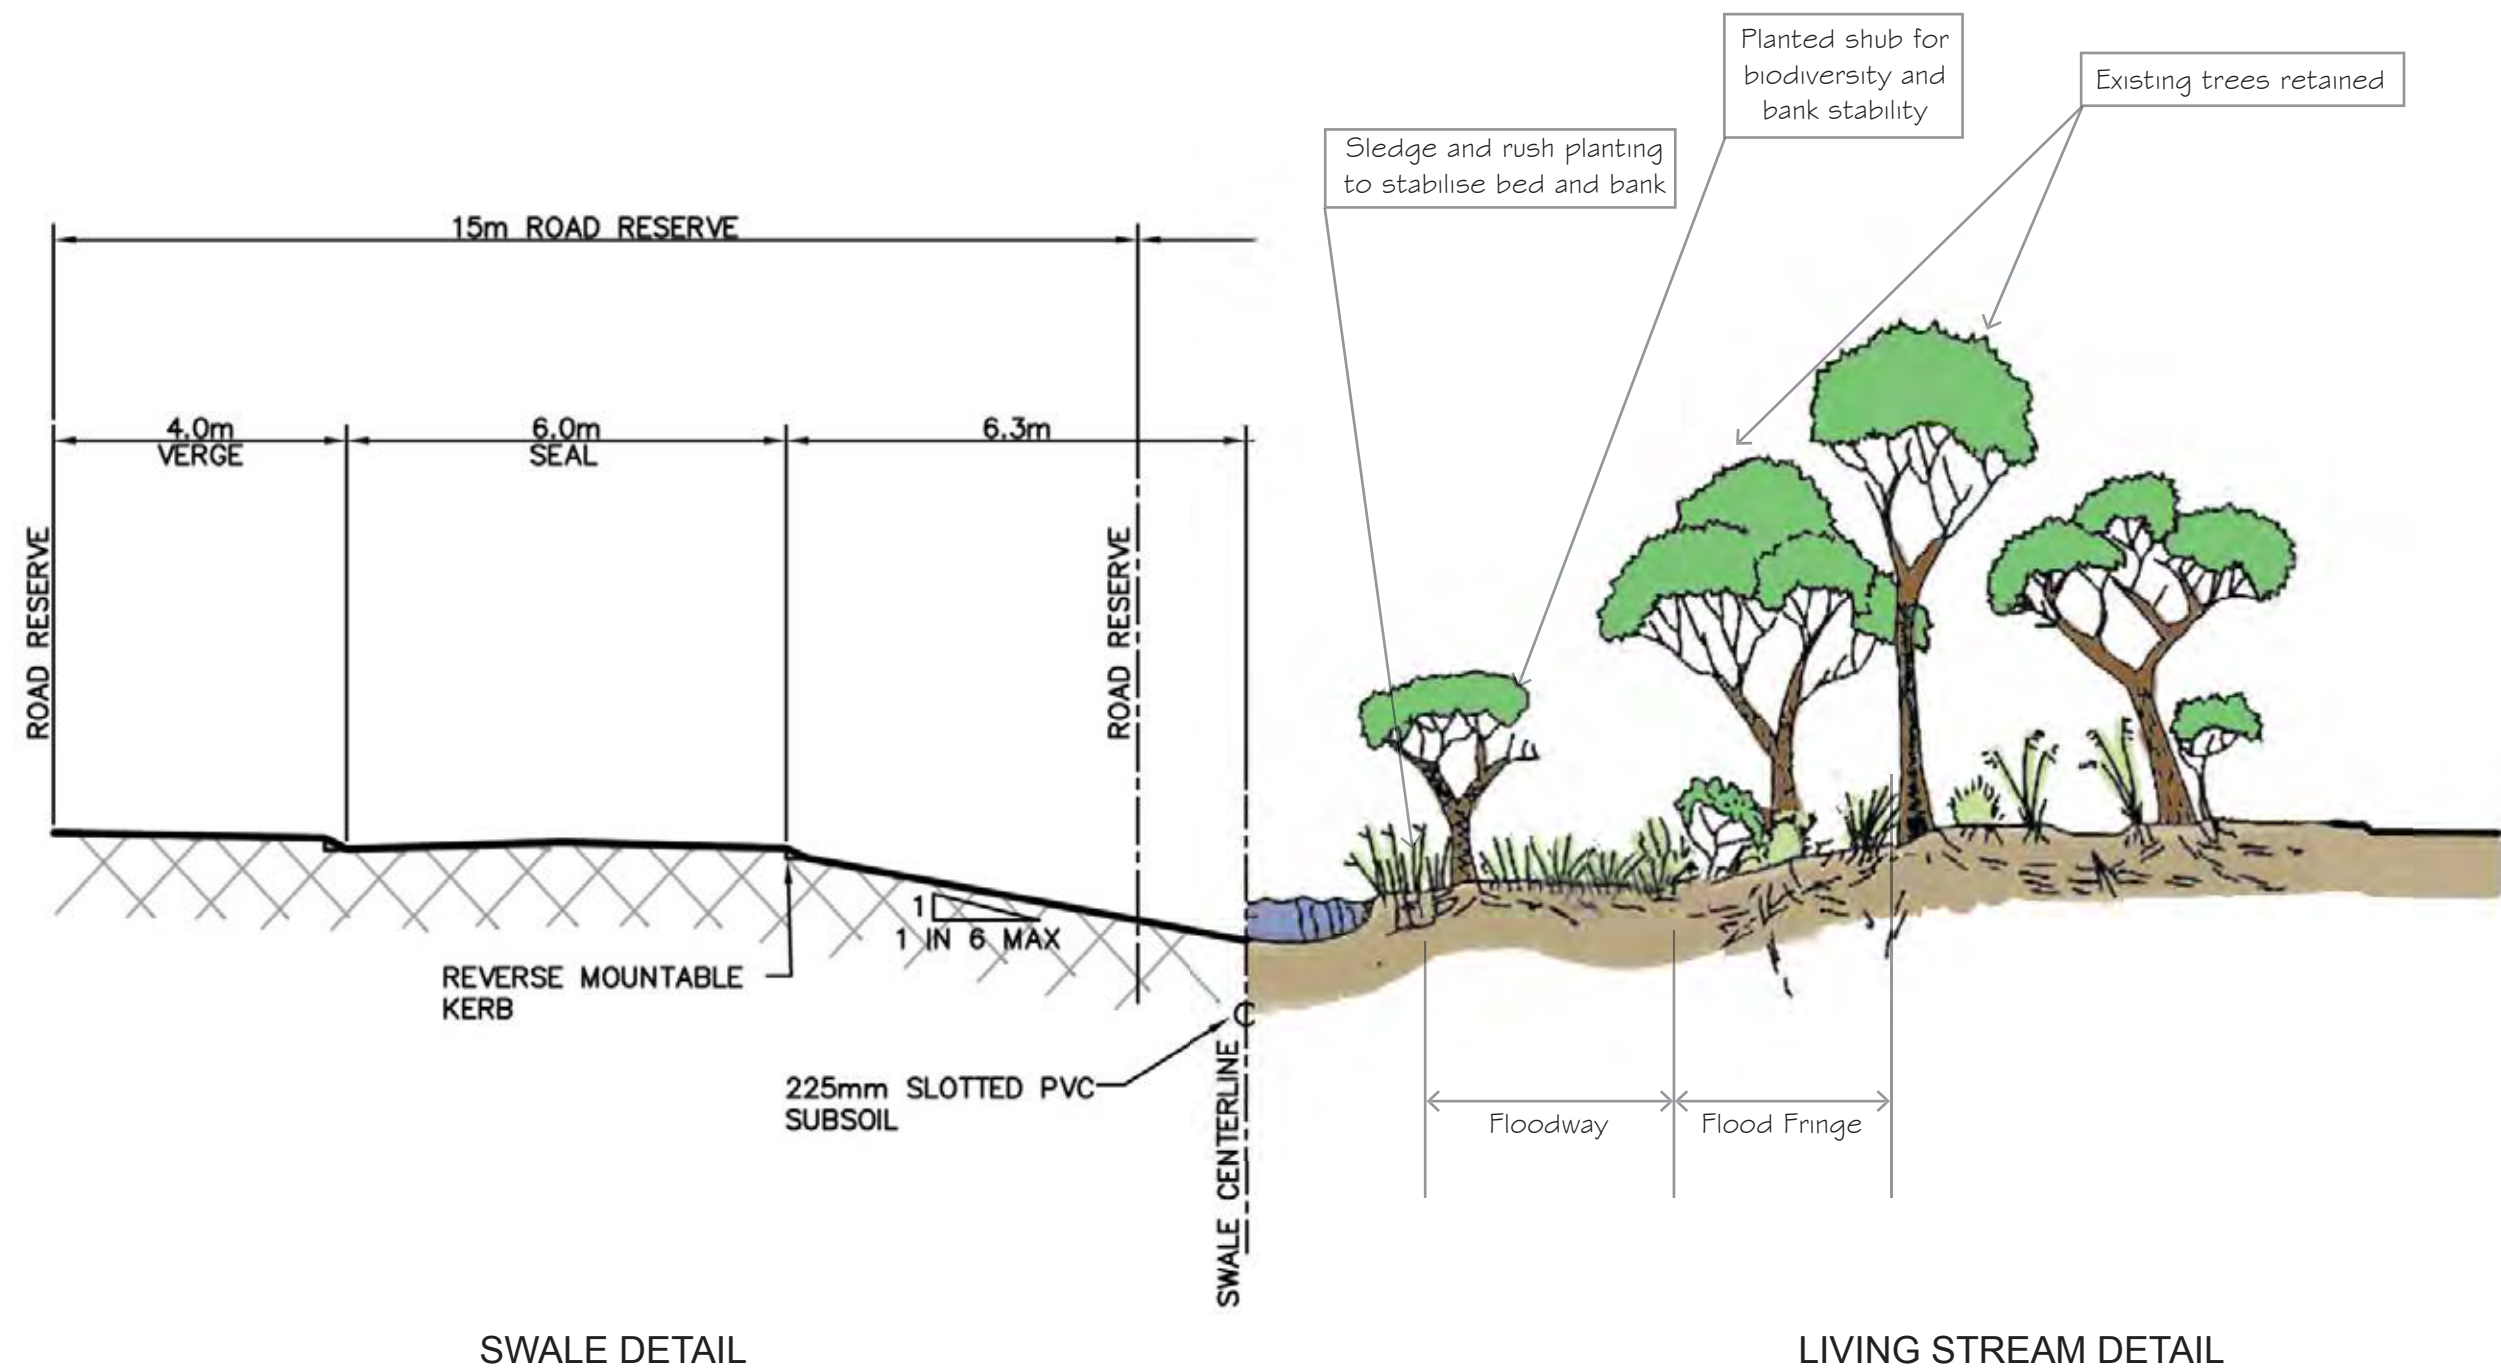 Planted shub for
biodiversity and
bank stability
Existing trees retained
Sledge and rush planting
to stabilise bed and bank
15m ROAD RESERVE
4.0m
VERGE
6.0m
SEAL
6.3m
ROAD RESERVE
ROAD RESERVE
1
1 IN 6 MAX
REVERSE MOUNTABLE
KERB
225mm SLOTTED PVC
SUBSOIL
SWALE CENTERLINE
Floodway
Flood Fringe
SWALE DETAIL
LIVING STREAM DETAIL